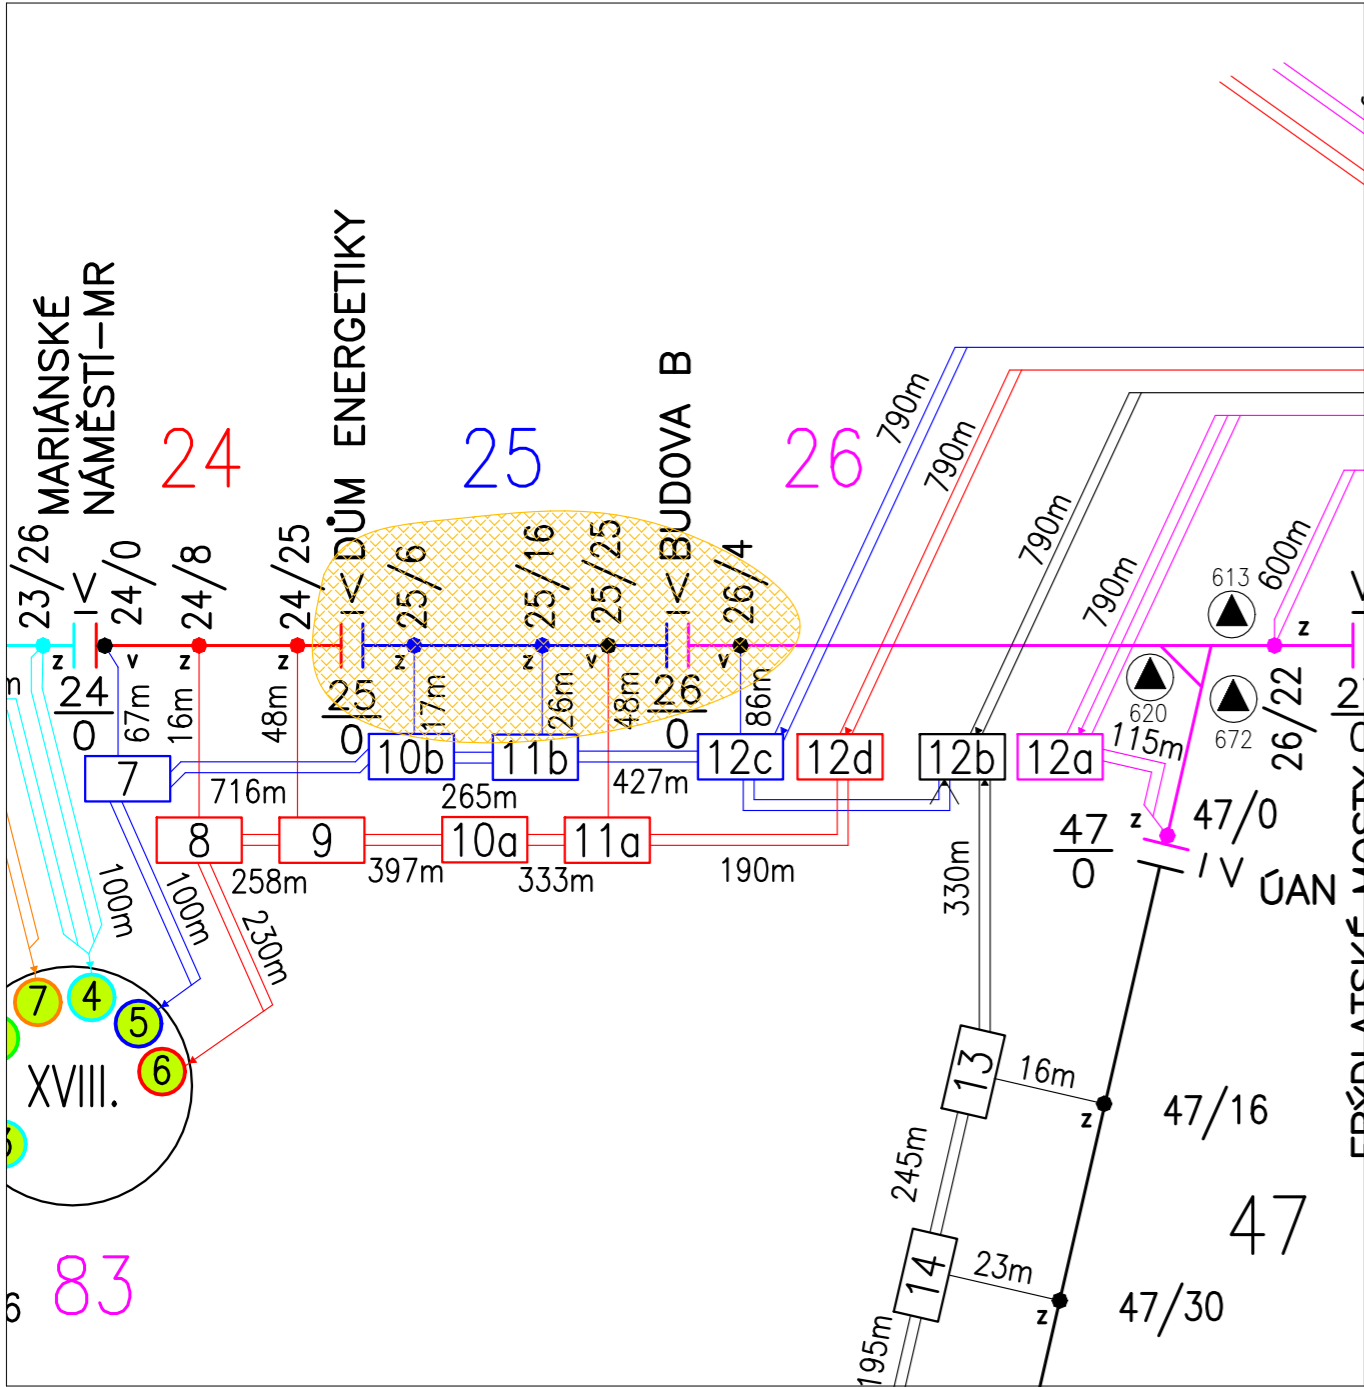 MARIÁNSKÉ
NÁMĚSTÍ–MR
DŮM ENERGETIKY
BUDOVA B
24
25
26
23/26
24/0
24/8
24/25
25/6
25/16
25/25
26/4
790m
790m
790m
790m
600m
613
620
672
z
v
z
z
z
z
v
v
z
24
0
25
0
26
0
67m
16m
48m
17m
26m
48m
86m
26/22
115m
7
10b
11b
12c
12d
12b
12a
716m
265m
427m
8
9
10a
11a
258m
397m
333m
190m
330m
z
47
0
47/0
ÚAN
100m
100m
230m
7
4
5
6
XVIII.
13
16m
z
47/16
245m
47
14
23m
z
47/30
195m
83
6